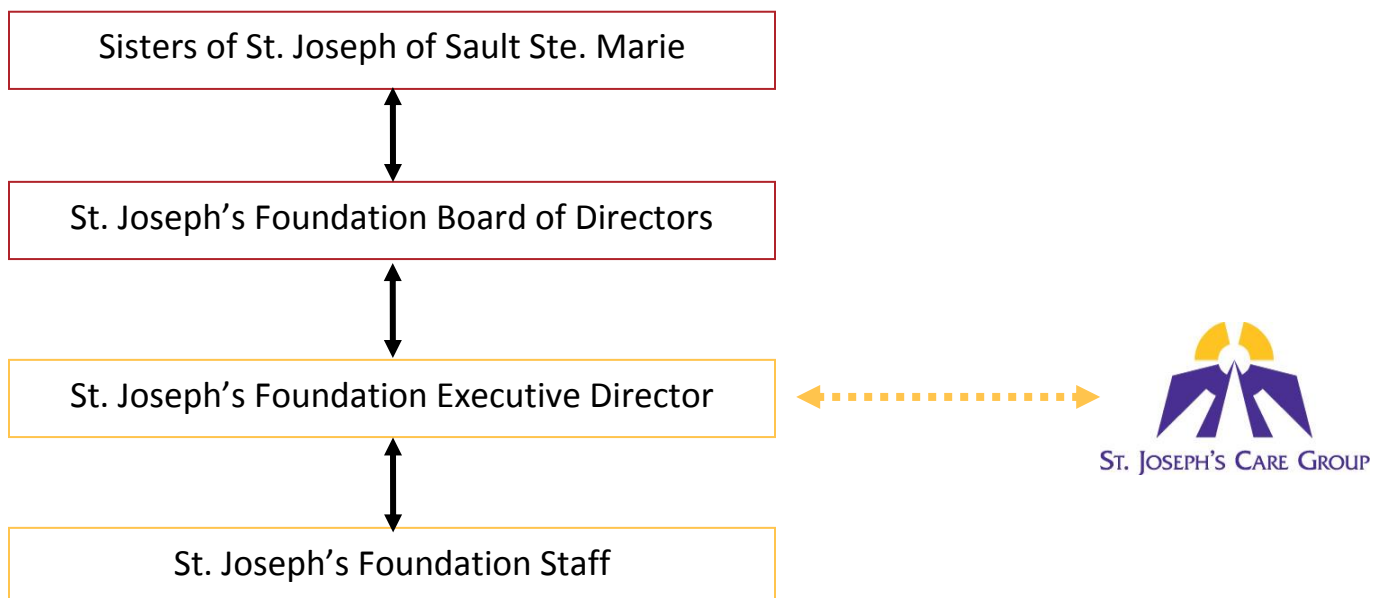 Sisters of St. Joseph of Sault Ste. Marie
St. Joseph’s Foundation Board of Directors
St. Joseph’s Foundation Executive Director
St. Joseph's Care Group
St. Joseph’s Foundation Staff